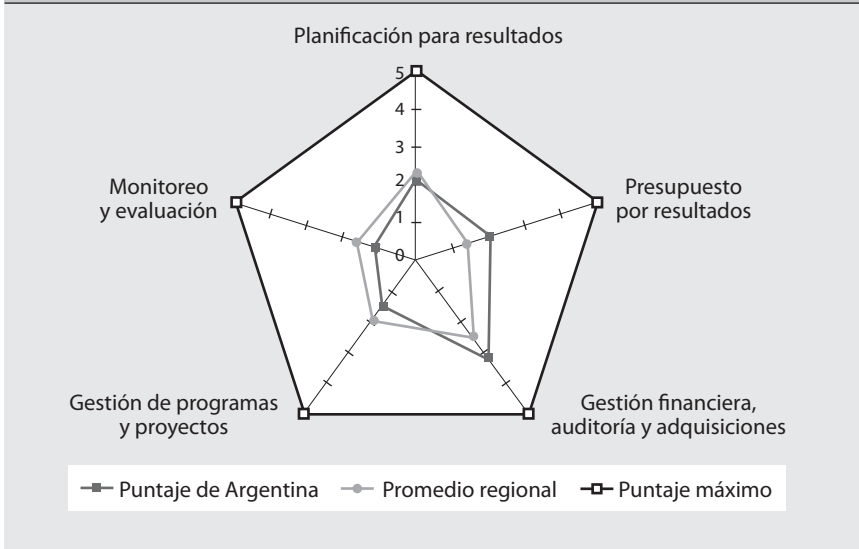 Planificación para resultados
5
4
3
2
1
0
Monitoreo
y evaluación
Presupuesto
por resultados
Gestión de programas
y proyectos
Gestión financiera,
auditoría y adquisiciones
Puntaje de Argentina
Promedio regional
Puntaje máximo